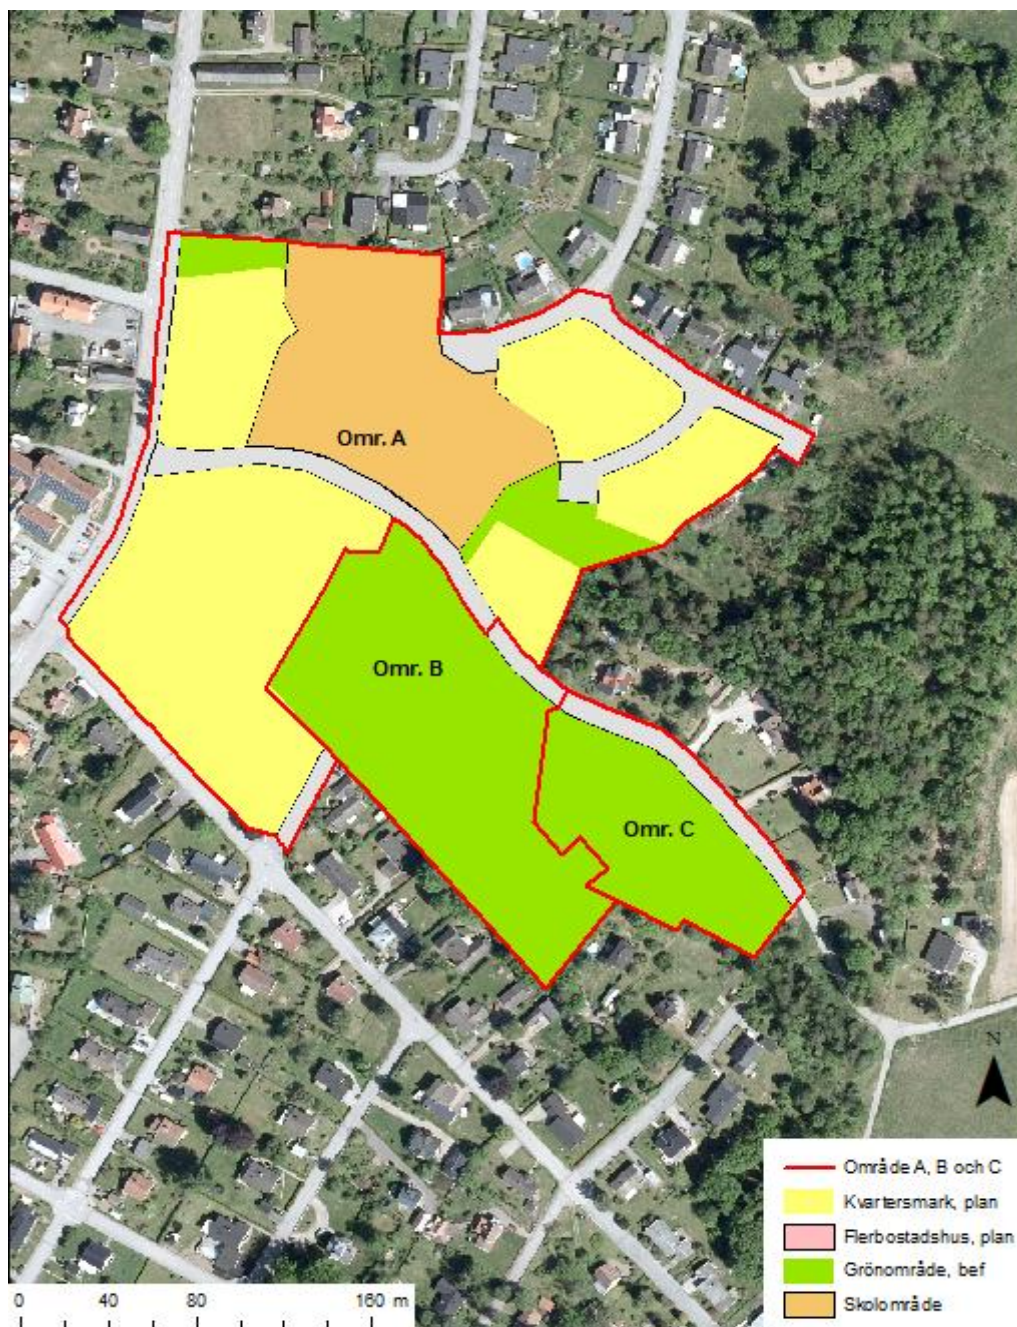 Omr. A
Omr. B
Omr. C
N
Område A, B och C
Kvartersmark, plan
Flerbostadshus, plan
Grönområde, bef
Skolområde
0 40 80 160 m